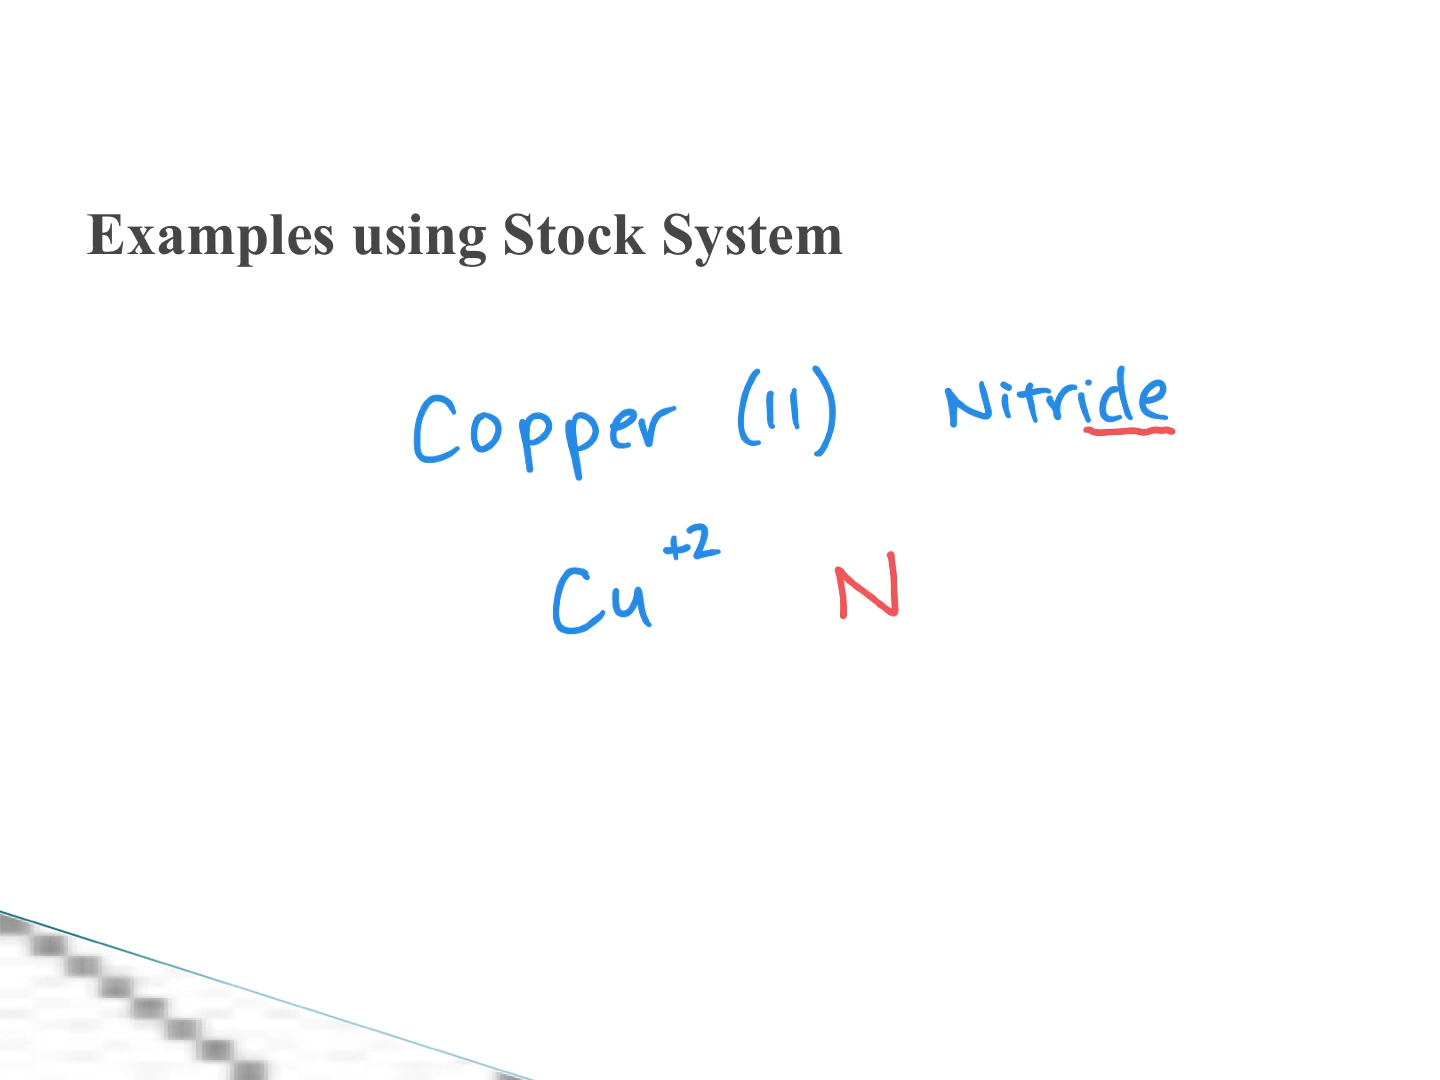 Examples using Stock System
Copper (II) Nitride
Cu +2 N